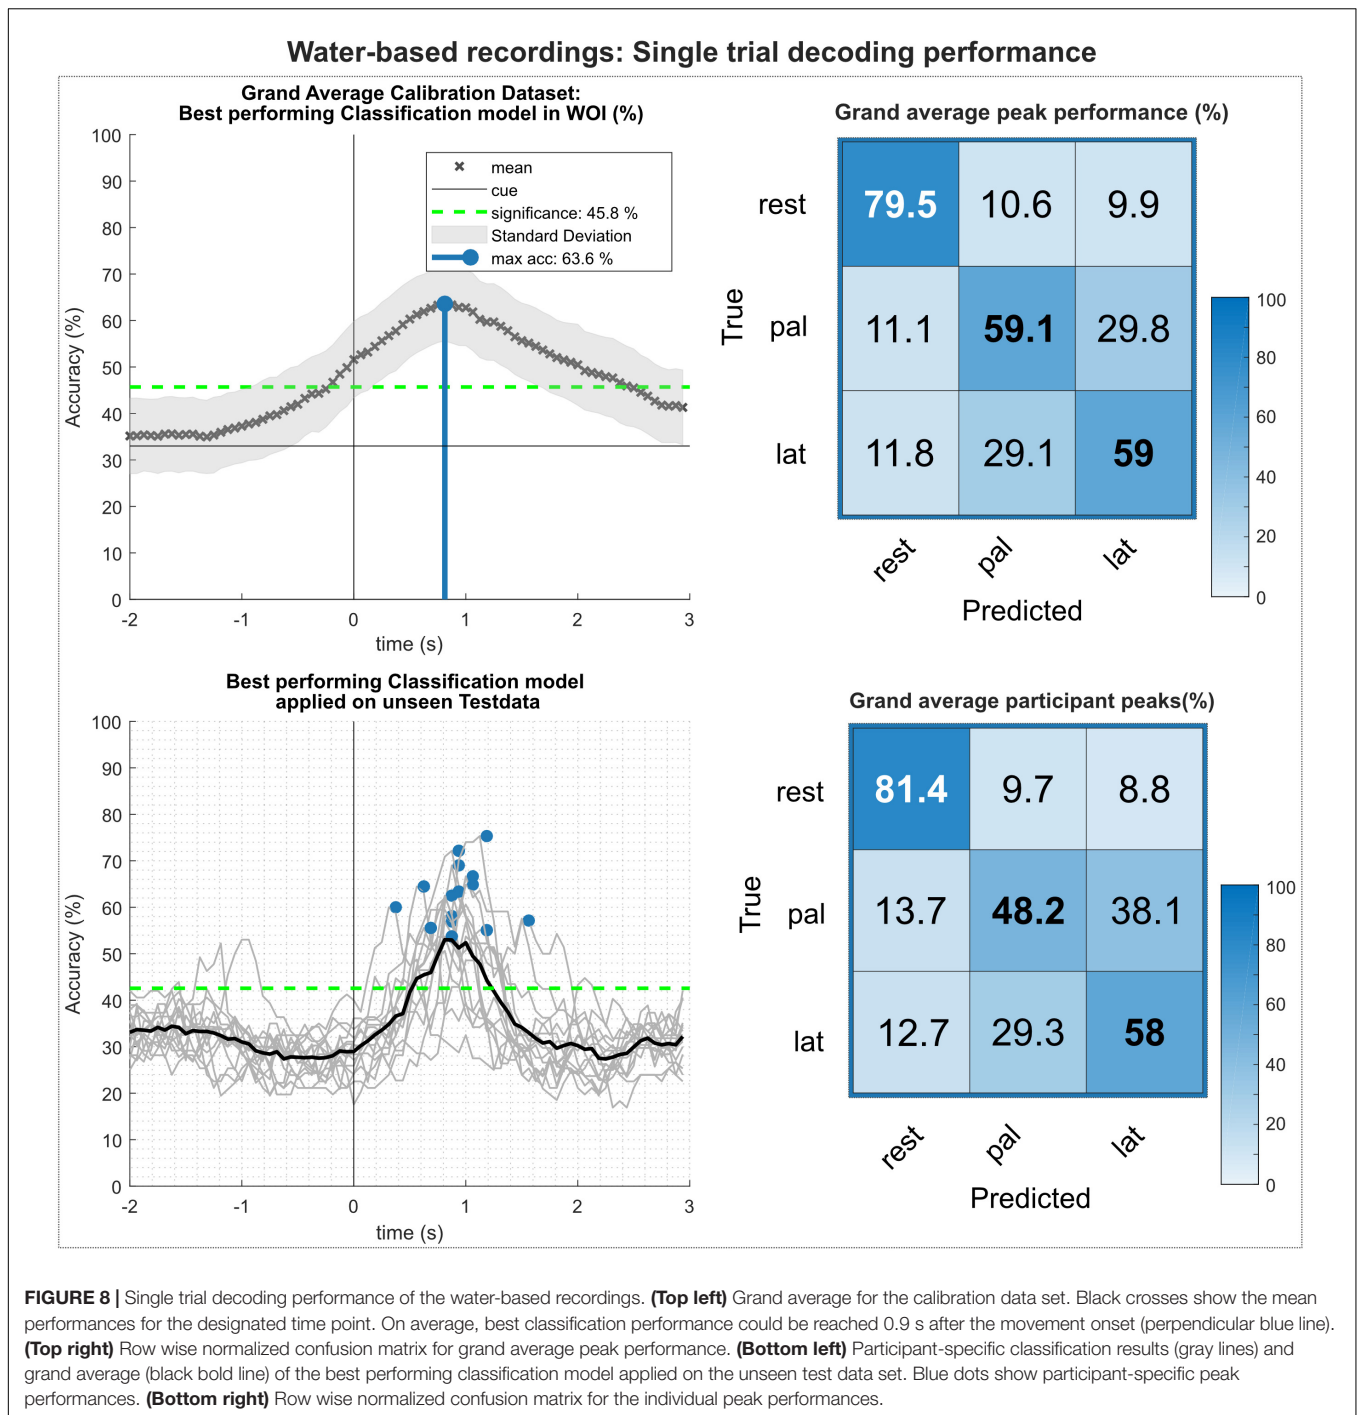 Water-based recordings: Single trial decoding performance
Grand Average Calibration Dataset:
Best performing Classification model in WOI (%)
100
90
80
70
60
50
40
30
20
10
0
Accuracy (%)
mean
cue
significance: 45.8 %
Standard Deviation
max acc: 63.6 %
-2
-1
0
1
2
3
time (s)
Grand average peak performance (%)
True
rest
79.5
10.6
9.9
pal
11.1
59.1
29.8
lat
11.8
29.1
59
rest
pal
lat
Predicted
100
80
60
40
20
0
Best performing Classification model
applied on unseen Testdata
100
90
80
70
60
50
40
30
20
10
0
Accuracy (%)
-2
-1
0
1
2
3
time (s)
Grand average participant peaks(%)
True
rest
81.4
9.7
8.8
pal
13.7
48.2
38.1
lat
12.7
29.3
58
rest
pal
lat
Predicted
100
80
60
40
20
0
FIGURE 8 | Single trial decoding performance of the water-based recordings. (Top left) Grand average for the calibration data set. Black crosses show the mean
performances for the designated time point. On average, best classification performance could be reached 0.9 s after the movement onset (perpendicular blue line).
(Top right) Row wise normalized confusion matrix for grand average peak performance. (Bottom left) Participant-specific classification results (gray lines) and
grand average (black bold line) of the best performing classification model applied on the unseen test data set. Blue dots show participant-specific peak
performances. (Bottom right) Row wise normalized confusion matrix for the individual peak performances.